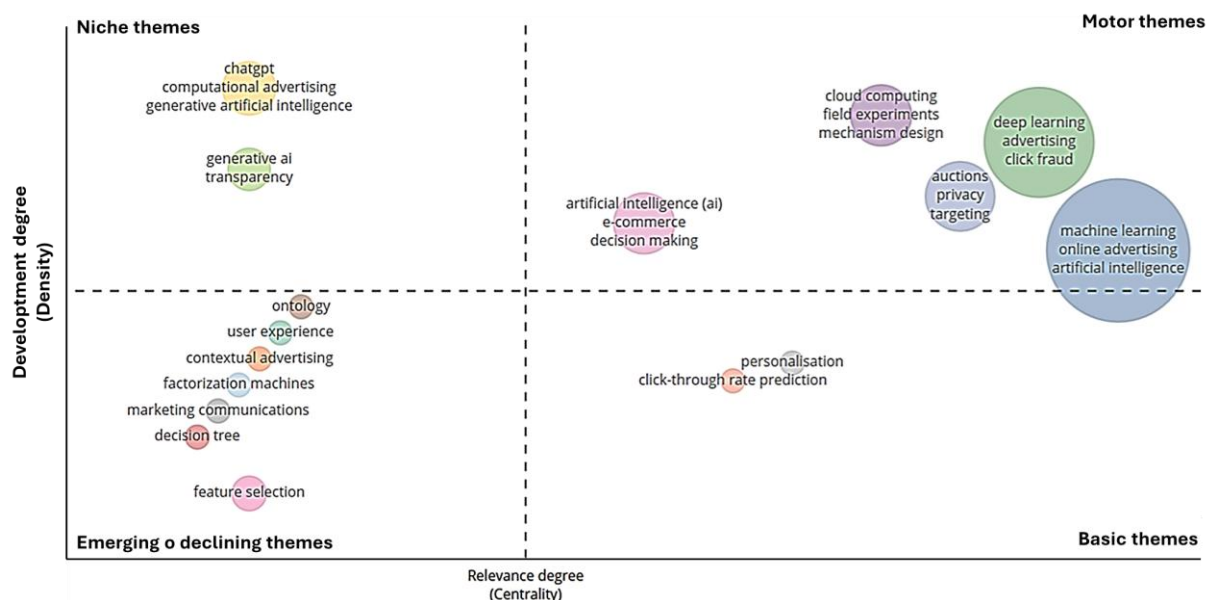 Niche themes
Motor themes
chatgpt
computational advertising
generative artificial intelligence
generative ai
transparency
cloud computing
field experiments
mechanism design
deep learning
advertising
click fraud
auctions
privacy
targeting
artificial intelligence (ai)
e-commerce
decision making
machine learning
online advertising
artificial intelligence
Developtment degree
(Density)
ontology
user experience
contextual advertising
factorization machines
marketing communications
decision tree
feature selection
personalisation
click-through rate prediction
Emerging o declining themes
Basic themes
Relevance degree
(Centrality)